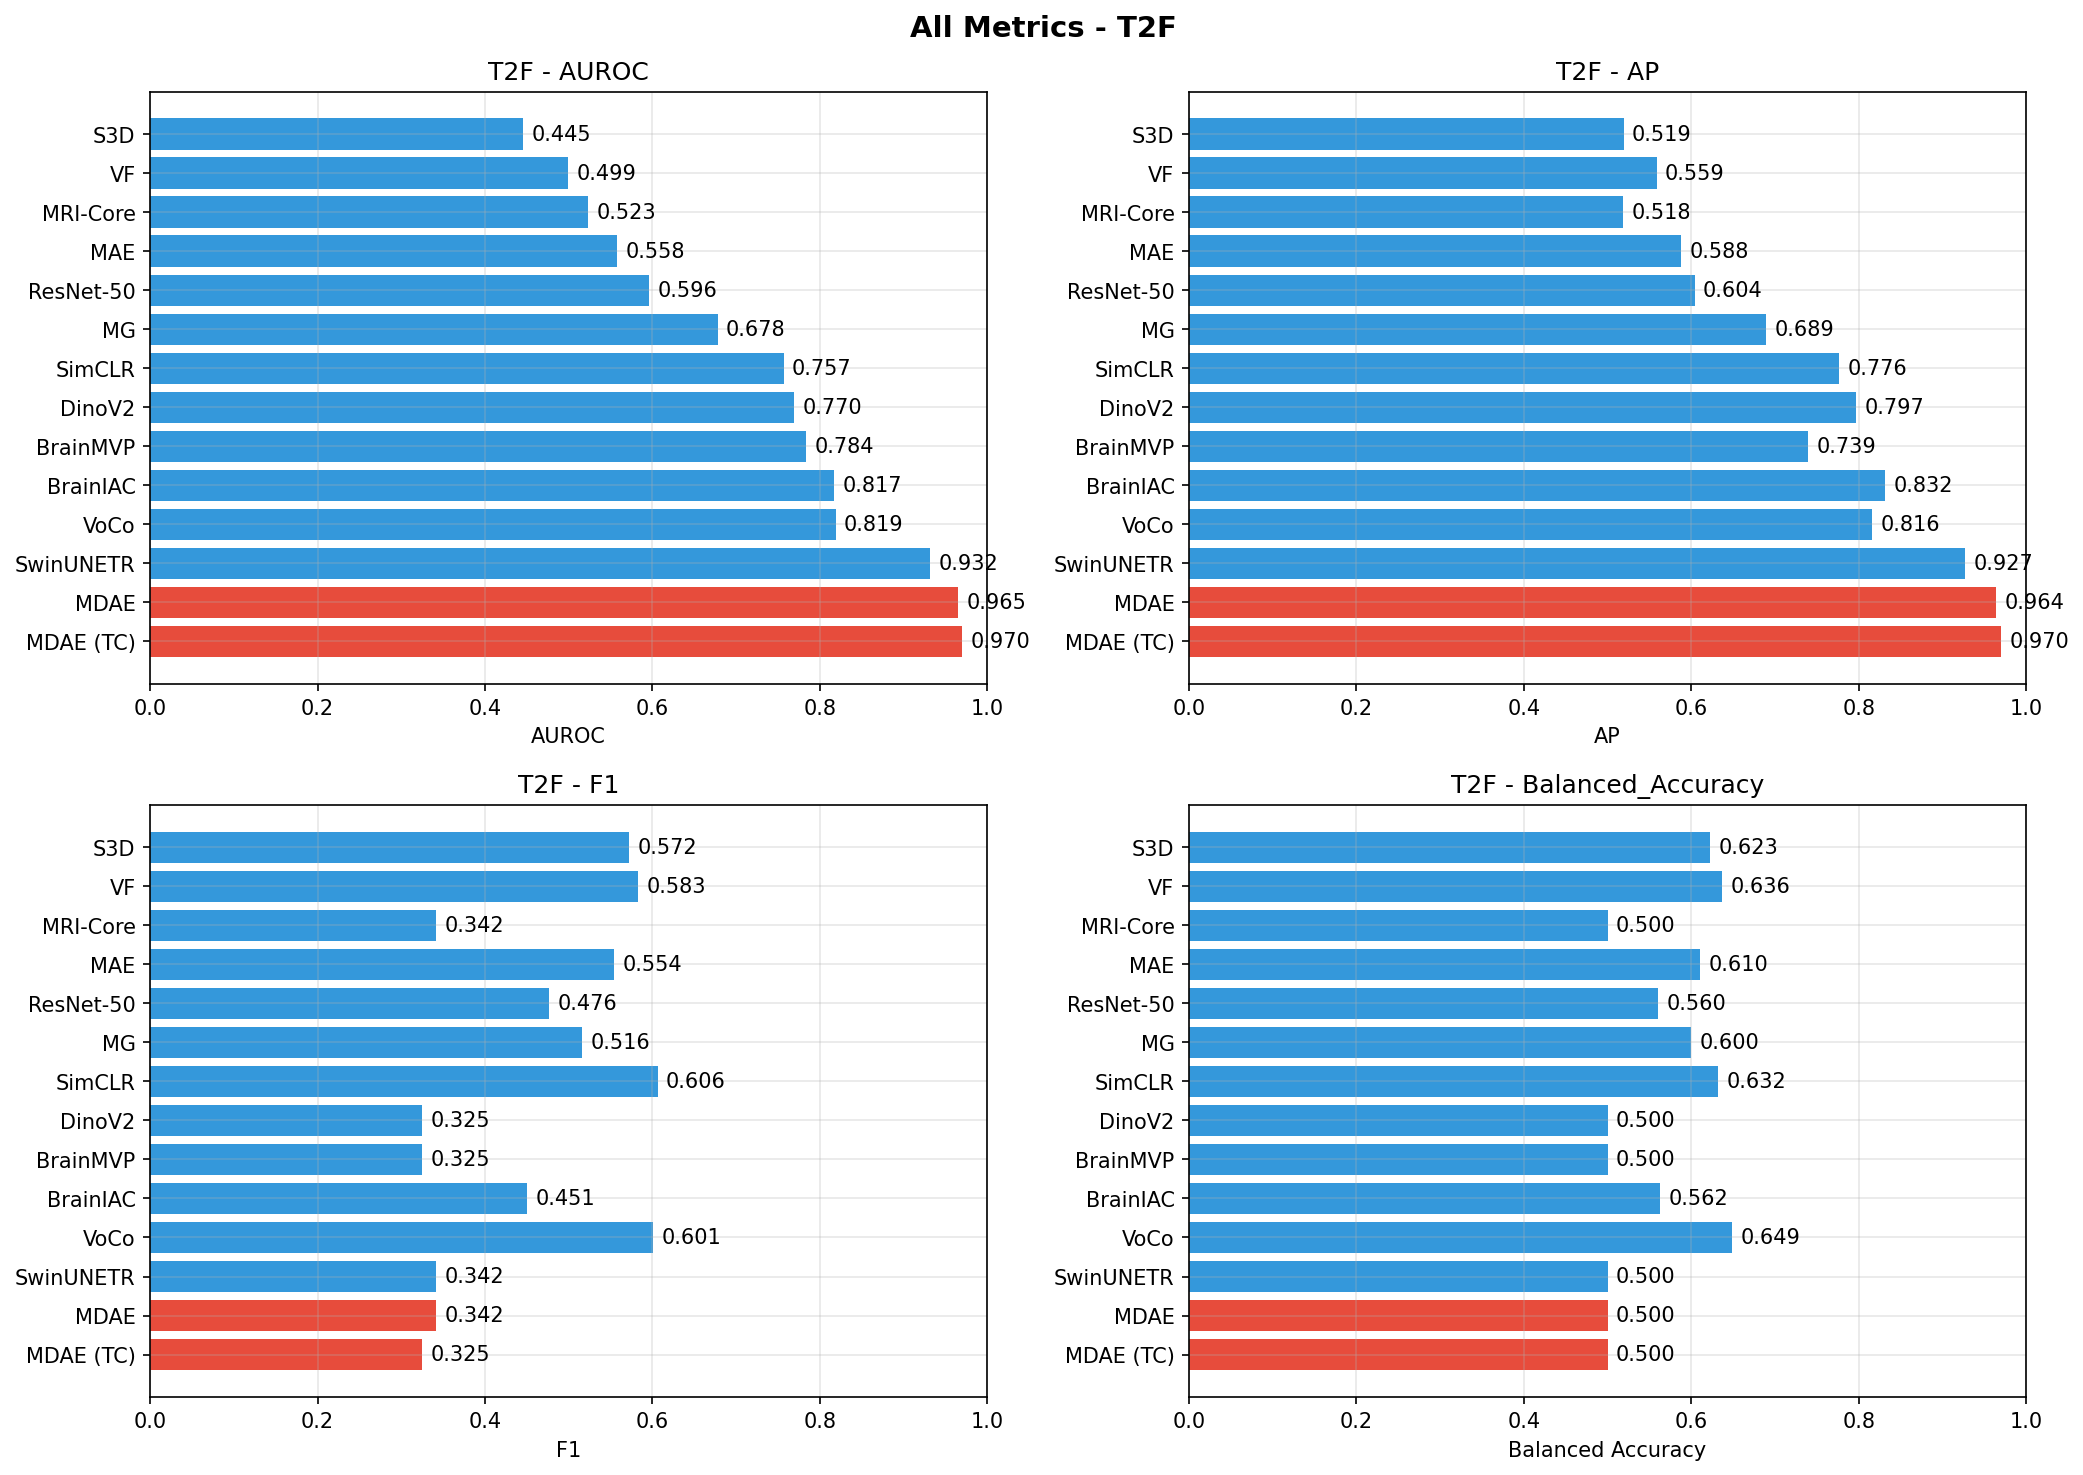 All Metrics - T2F
T2F - AUROC
S3D 0.445
VF 0.499
MRI-Core 0.523
MAE 0.558
ResNet-50 0.596
MG 0.678
SimCLR 0.757
DinoV2 0.770
BrainMVP 0.784
BrainIAC 0.817
VoCo 0.819
SwinUNETR 0.932
MDAE 0.965
MDAE (TC) 0.970
0.0 0.2 0.4 0.6 0.8 1.0
AUROC
T2F - AP
S3D 0.519
VF 0.559
MRI-Core 0.518
MAE 0.588
ResNet-50 0.604
MG 0.689
SimCLR 0.776
DinoV2 0.797
BrainMVP 0.739
BrainIAC 0.832
VoCo 0.816
SwinUNETR 0.927
MDAE 0.964
MDAE (TC) 0.970
0.0 0.2 0.4 0.6 0.8 1.0
AP
T2F - F1
S3D 0.572
VF 0.583
MRI-Core 0.342
MAE 0.554
ResNet-50 0.476
MG 0.516
SimCLR 0.606
DinoV2 0.325
BrainMVP 0.325
BrainIAC 0.451
VoCo 0.601
SwinUNETR 0.342
MDAE 0.342
MDAE (TC) 0.325
0.0 0.2 0.4 0.6 0.8 1.0
F1
T2F - Balanced_Accuracy
S3D 0.623
VF 0.636
MRI-Core 0.500
MAE 0.610
ResNet-50 0.560
MG 0.600
SimCLR 0.632
DinoV2 0.500
BrainMVP 0.500
BrainIAC 0.562
VoCo 0.649
SwinUNETR 0.500
MDAE 0.500
MDAE (TC) 0.500
0.0 0.2 0.4 0.6 0.8 1.0
Balanced Accuracy